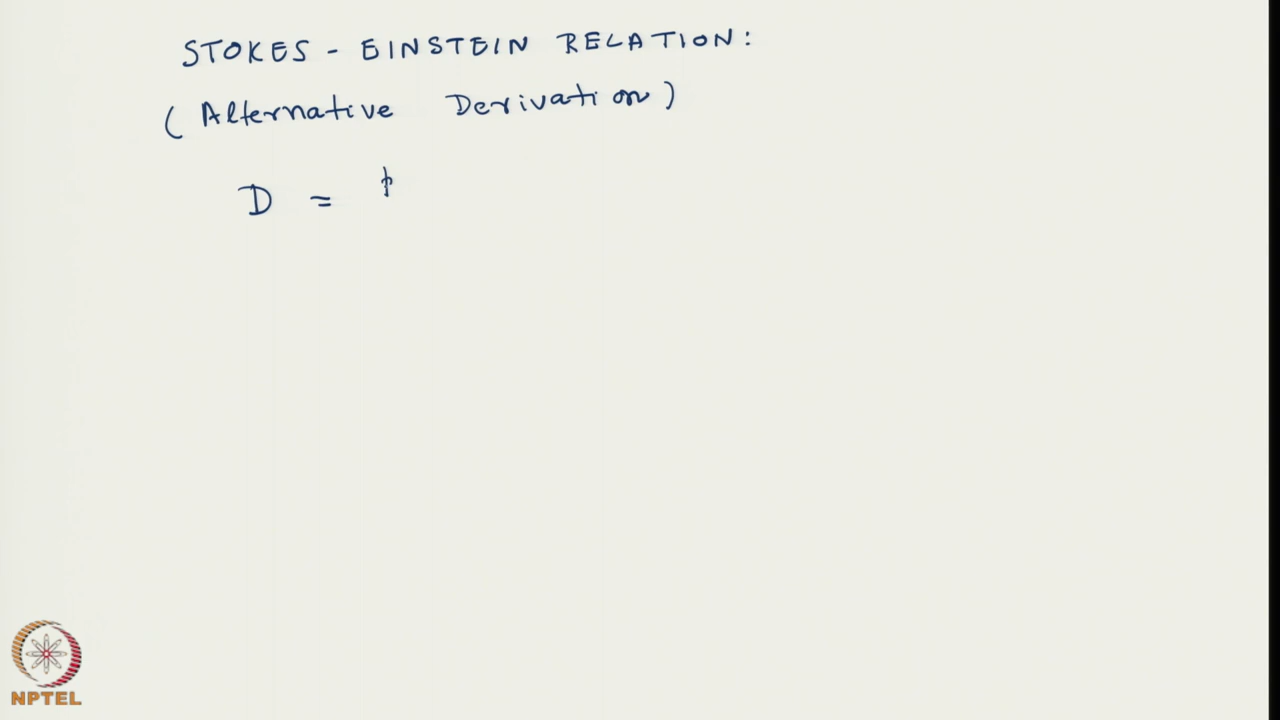 STOKES - EINSTEIN RELATION:
(Alternative Derivation)
D =
NPTEL